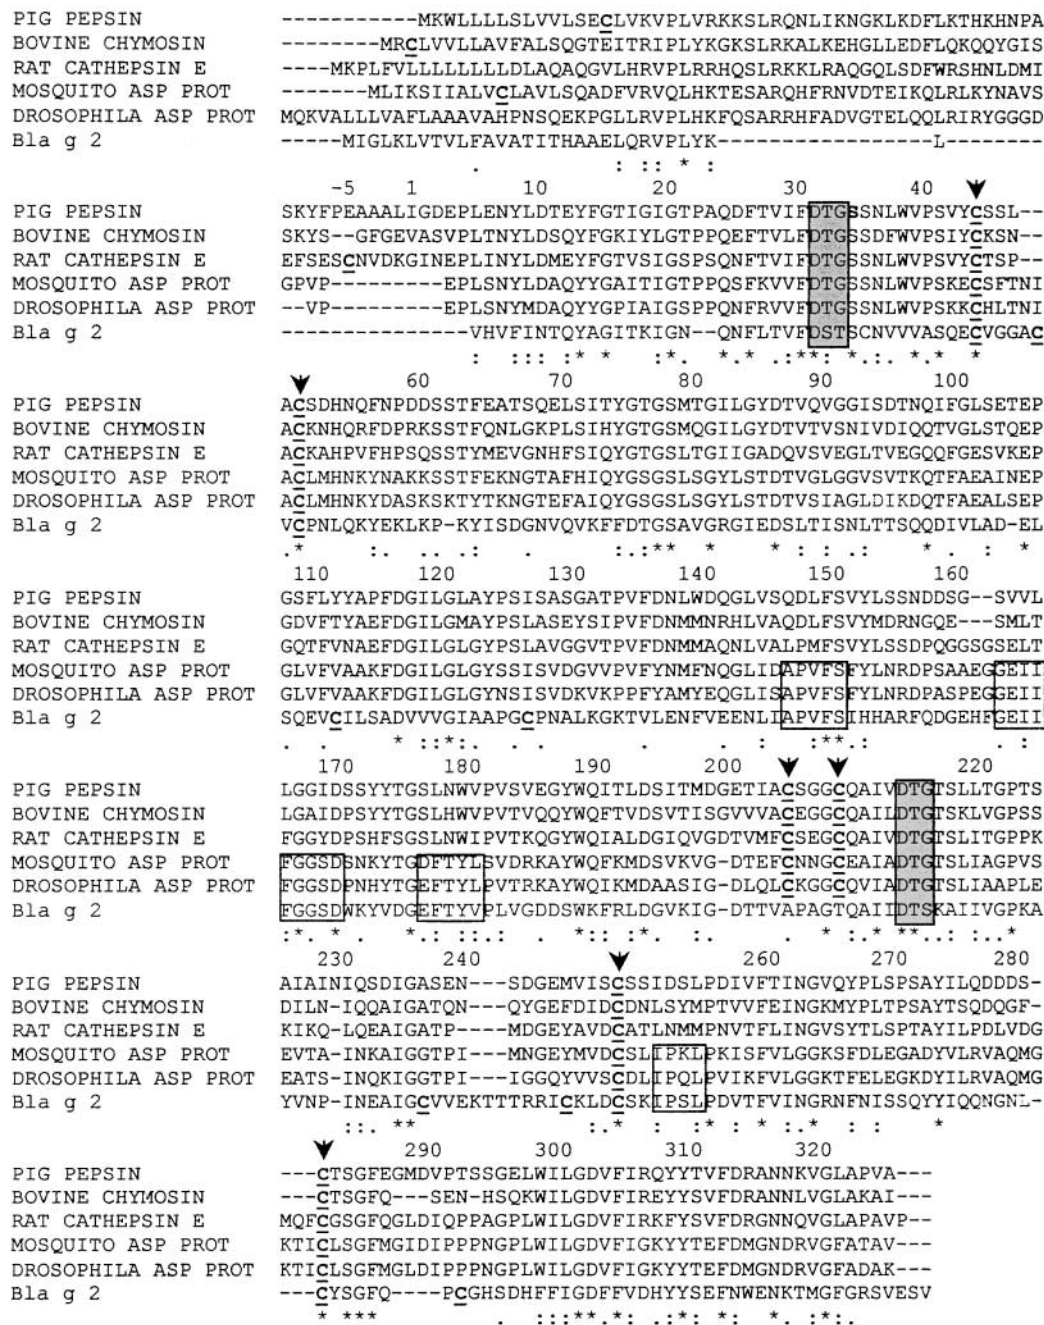 PIG PEPSIN -----------MKWLLLLSLVVLSECLVKVPLVRKKSLRQNLIKNGKLKDFLKTHKHNPA
BOVINE CHYMOSIN --------MRCLVVLLAVFALSQGTEITRIPLYKGKSLRKALKEHGLLEDFLQKQQYGIS
RAT CATHEPSIN E ----MKPLFVLLLLLLLLDLAQAQGVLHRVPLRRHQSLRKKLRAQGQLSDFWRSHNLDMI
MOSQUITO ASP PROT -------MLIKSIIALVCLAVLSQADFVRVQLHKTESARQHFRNVDTEIKQLRLKYNAVS
DROSOPHILA ASP PROT MQKVALLLVAFLAAAVAHPNSQEKPGLLRVPLHKFQSARRHFADVGTELQQLRIRYGGGD
Bla g 2 -----MIGLKLVTVLFAVATITHAAELQRVPLYK-----------------L--------
. : :: * :
-5 1 10 20 30 40
PIG PEPSIN SKYFPEAAALIGDEPLENYLDTEYFGTIGIGTPAQDFTVIFDTGSSNLWVPSVYCSSL--
BOVINE CHYMOSIN SKYS--GFGEVASVPLTNYLDSQYFGKIYLGTPPQEFTVLFDTGSSDFWVPSIYCKSN--
RAT CATHEPSIN E EFSESCNVDKGINEPLINYLDMEYFGTVSIGSPSQNFTVIFDTGSSNLWVPSVYCTSP--
MOSQUITO ASP PROT GPVP-----------EPLSNYLDAQYYGAITIGTPPQSFKVVFDTGSSNLWVPSKECSFTNI
DROSOPHILA ASP PROT --VP-----------EPLSNYMDAQYYGPIAIGSPPQNFRVVFDTGSSNLWVPSKKCHLTNI
Bla g 2 ---------------VHVFINTQYAGITKIGN--QNFLTVFDSTSCNVVVASQECVGGAC
: ::: * * :* *. * :** *. *. * *
60 70 80 90 100
PIG PEPSIN ACSDHNQFNPDDSSTFEATSQELSITYGTGSMTGILGYDTVQVGGISDTNQIFGLSETEP
BOVINE CHYMOSIN ACKNHQRFDPRKSSTFQNLGKPLSIHYGTGSMQGILGYDTVTVSNIVDIQQTVGLSTQEP
RAT CATHEPSIN E ACKAHPVFHPSQSSTYMEVGNHFSIQYGTGSLTGIIGADQVSVEGLTVEGQQFGESVKEP
MOSQUITO ASP PROT ACLMHNKYNAKKSSTFEKNGTAFHIQYGSGSLSGYLSTDTVGLGGVSVTKQTFAEAINEP
DROSOPHILA ASP PROT ACLMHNKYDASKSKTYTKNGTEFAIQYGSGSLSGYLSTDTVSIAGLDIKDQTFAEALSEP
Bla g 2 VCPNLQKYEKLKP-KYISDGNVQVKFFDTGSAVGRGIEDSLTISNLTTSQQDIVLAD-EL
.* : . . : . : :** * *: : .: * . : *
110 120 130 140 150 160
PIG PEPSIN GSFLYYAPFDGILGLAYPSISASGATPVFDNLWDQGLVSQDLFSVYLSSNDDSG--SVVL
BOVINE CHYMOSIN GDVFTYAEFDGILGMAYPSLASEYSIPVFDNMMNRHLVAQDLFSVYMDRNGQE---SMLT
RAT CATHEPSIN E GQTFVNAEFDGILGLGYPSLAVGGVTPVFDNMMAQNLVALPMFSVYLSSDPQGGSGSELT
MOSQUITO ASP PROT GLVFVAAKFDGILGLGYSSISVDGVVPVFYNMFNQGLIDAPVFSFYLNRDPSAAEGGEII
DROSOPHILA ASP PROT GLVFVAAKFDGILGLGYNSISVDKVKPPFYAMYEQGLISAPVFSFYLNRDPASPEGGEII
Bla g 2 SQEVCILSADVVVGIAAPGCPNALKGKTVLENFVEENLIAPVFSIHHARFQDGEHFGEII
. . * ::*:. . : . : :**: . . :
170 180 190 200 220
PIG PEPSIN LGGIDSSYYTGSLNWVPVSVEGYWQITLDSITMDGETIACSGGCQAIVDTGTSLLTGPTS
BOVINE CHYMOSIN LGAIDPSYYTGSLHWVPVTVQQYWQFTVDSVTISGVVVACEGGCQAILDTGTSKLVGPSS
RAT CATHEPSIN E FGGYDPSHFSGSLNWIPVTKQGYWQIALDGIQVGDTVMFCSEGCQAIVDTGTSLITGPPK
MOSQUITO ASP PROT FGGSDSNKYTGDFTYLSVDRKAYWQFKMDSVKVG-DTEFCNNGCEAIADTGTSLIAGPVS
DROSOPHILA ASP PROT FGGSDPNHYTGEFTYLPVTRKAYWQIKMDAASIG-DLQLCKGGCQVIADTGTSLIAAPLE
Bla g 2 FGGSDWKYVDGEFTYVPLVGDDSWKFRLDGVKIG-DTTVAPAGTQAIIDTSKAIIVGPKA
:*. * . * : :.: . *:: :*. :. . * :.* **..: :..*
230 240 250 260 270 280
PIG PEPSIN AIAINIQSDIGASEN---SDGEMVISCSSIDSLPDIVFTINGVQYPLSPSAYILQDDDS-
BOVINE CHYMOSIN DILN-IQQAIGATQN---QYGEFDIDCDNLSYMPTVVFEINGKMYPLTPSAYTSQDQGF-
RAT CATHEPSIN E KIKQ-LQEAIGATP----MDGEYAVDCATLNMMPNVTFLINGVSYTLSPTAYILPDLVDG
MOSQUITO ASP PROT EVTA-INKAIGGTPI---MNGEYMVDCSLIPKLPKISFVLGGKSFDLEGADYVLRVAQMG
DROSOPHILA ASP PROT EATS-INQKIGGTPI---IGGQYVVSCDLIPQLPVIKFVLGGKTFELEGKDYILRVAQMG
Bla g 2 YVNP-INEAIGCVVEKTTTRRICKLDCSKIPSLPDVTFVINGRNFNISSQYYIQQNGNL-
::. ** :.* : :* : * :.* : : *
290 300 310 320
PIG PEPSIN ---CTSGFEGMDVPTSSGELWILGDVFIRQYYTVFDRANNKVGLAPVA---
BOVINE CHYMOSIN ---CTSGFQ---SEN-HSQKWILGDVFIREYYSVFDRANNLVGLAKAI---
RAT CATHEPSIN E MQFCGSGFQGLDIQPPAGPLWILGDVFIRKFYSVFDRGNNQVGLAPAVP--
MOSQUITO ASP PROT KTICLSGFMGIDIPPPNGPLWILGDVFIGKYYTEFDMGNDRVGFATAV---
DROSOPHILA ASP PROT KTICLSGFMGLDIPPPNGPLWILGDVFIGKYYTEFDMGNDRVGFADAK---
Bla g 2 ---CYSGFQ----PCGHSDHFFIGDFFVDHYYSEFNWENKTMGFGRSVESV
* *** . :::**.*: .:*: *: *. :*:.